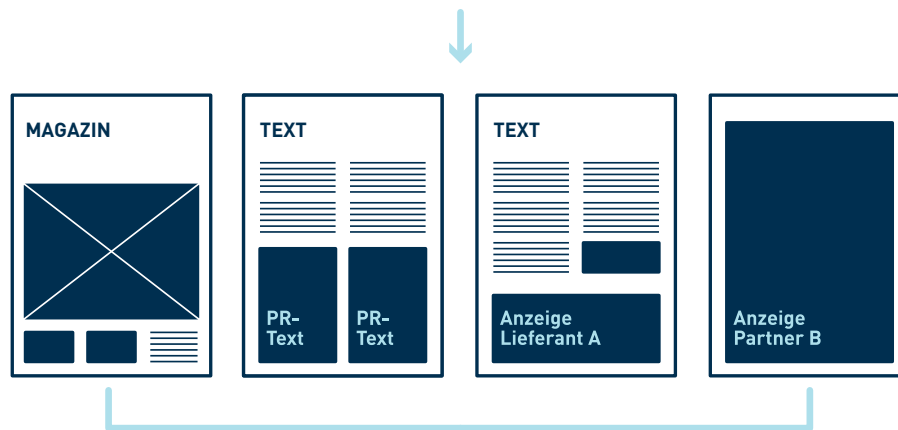 MAGAZIN
TEXT
TEXT
PR-
Text
PR-
Text
Anzeige
Lieferant A
Anzeige
Partner B